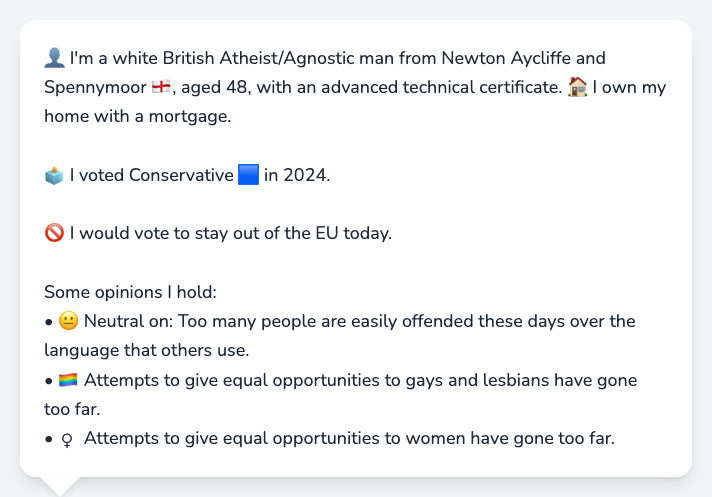 👤 I'm a white British Atheist/Agnostic man from Newton Aycliffe and
Spennymoor 🏴󠁧󠁢󠁥󠁮󠁧󠁿, aged 48, with an advanced technical certificate. 🏠 I own my
home with a mortgage.
🗳️ I voted Conservative 🟦 in 2024.
🚫 I would vote to stay out of the EU today.
Some opinions I hold:
• 😐 Neutral on: Too many people are easily offended these days over the
language that others use.
• 🏳️‍🌈 Attempts to give equal opportunities to gays and lesbians have gone
too far.
• ♀ Attempts to give equal opportunities to women have gone too far.